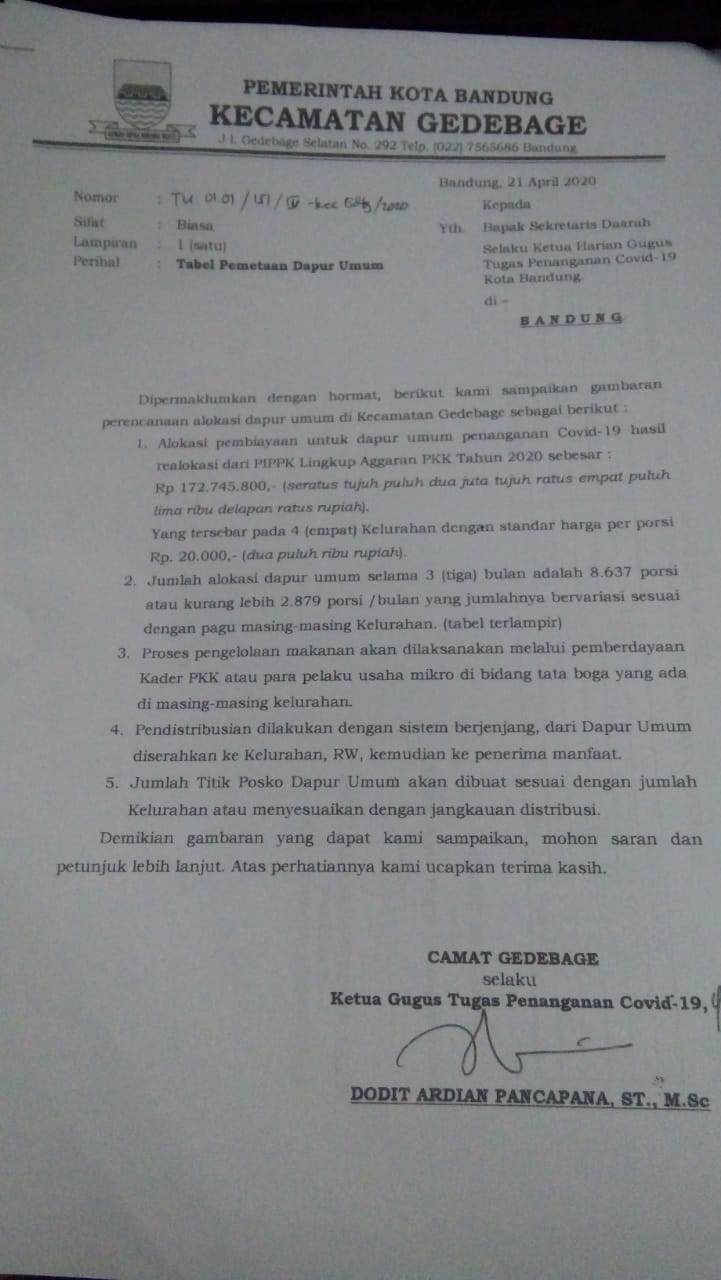 PEMERINTAH KOTA BANDUNG
KECAMATAN GEDEBAGE
Jl. Gedebage Selatan No. 292 Telp. (022) 7565686 Bandung
Bandung, 21 April 2020
Nomor : TU. 01 01 / 151 / IV -kec Gdbg/2020
Kepada
Sifat : Biasa
Yth. Bapak Sekretaris Daarah
Lampiran : 1 (satu)
Selaku Ketua Harian Gugus
Perihal : Tabel Pemetaan Dapur Umum
Tugas Penanganan Covid-19
Kota Bandung
di –
BANDUNG
Dipermaklumkan dengan hormat, berikut kami sampaikan gambaran
perencanaan alokasi dapur umum di Kecamatan Gedebage sebagai berikut :
1. Alokasi pembiayaan untuk dapur umum penanganan Covid-19 hasil
realokasi dari PIPPK Lingkup Aggaran PKK Tahun 2020 sebesar :
Rp 172.745.800,- (seratus tujuh puluh dua juta tujuh ratus empat puluh
lima ribu delapan ratus rupiah).
Yang tersebar pada 4 (empat) Kelurahan dengan standar harga per porsi
Rp. 20.000,- (dua puluh ribu rupiah).
2. Jumlah alokasi dapur umum selama 3 (tiga) bulan adalah 8.637 porsi
atau kurang lebih 2.879 porsi /bulan yang jumlahnya bervariasi sesuai
dengan pagu masing-masing Kelurahan. (tabel terlampir)
3. Proses pengelolaan makanan akan dilaksanakan melalui pemberdayaan
Kader PKK atau para pelaku usaha mikro di bidang tata boga yang ada
di masing-masing kelurahan.
4. Pendistribusian dilakukan dengan sistem berjenjang, dari Dapur Umum
diserahkan ke Kelurahan, RW, kemudian ke penerima manfaat.
5. Jumlah Titik Posko Dapur Umum akan dibuat sesuai dengan jumlah
Kelurahan atau menyesuaikan dengan jangkauan distribusi.
Demikian gambaran yang dapat kami sampaikan, mohon saran dan
petunjuk lebih lanjut. Atas perhatiannya kami ucapkan terima kasih.
CAMAT GEDEBAGE
selaku
Ketua Gugus Tugas Penanganan Covid-19,
DODIT ARDIAN PANCAPANA, ST., M.Sc